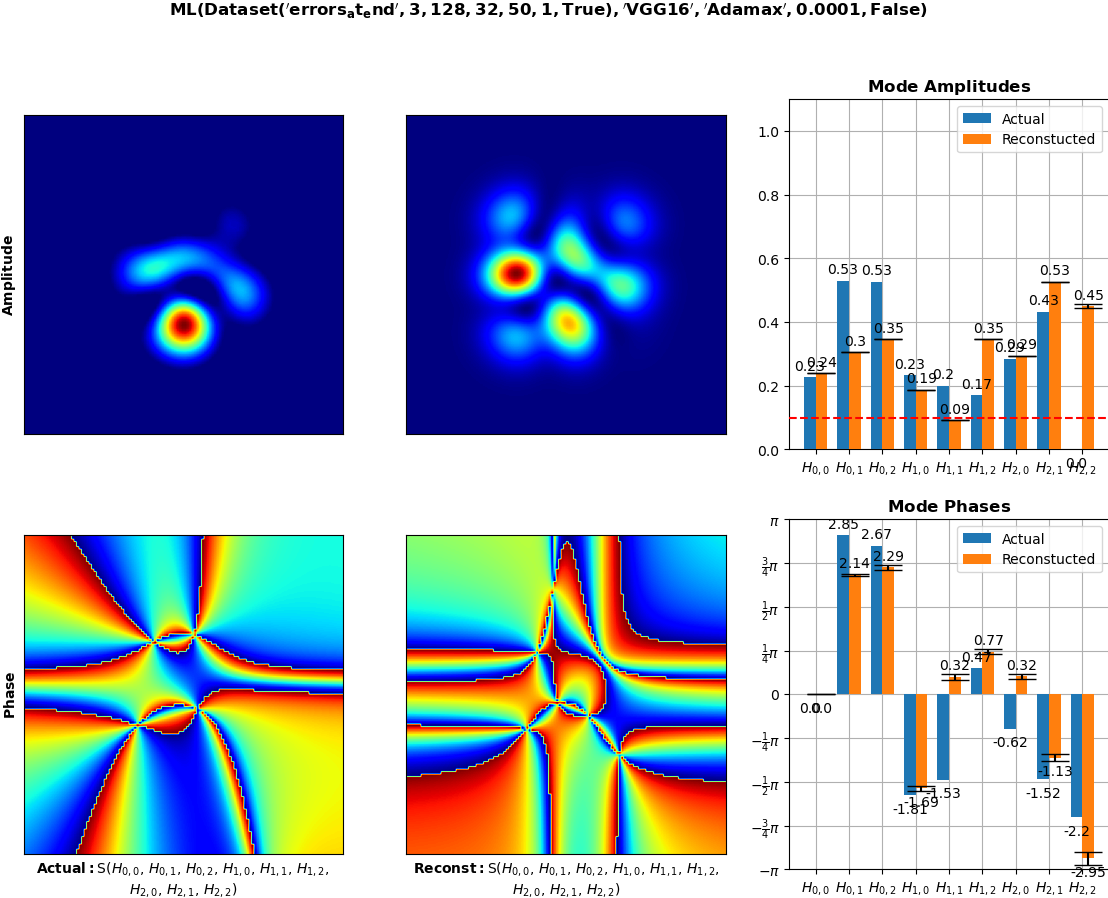 ML(Dataset('errors_at_end', 3, 128, 32, 50, 1, True), 'VGG16', 'Adamax', 0.0001, False)
Amplitude
Mode Amplitudes
Actual
Reconstucted
1.0
0.8
0.6
0.4
0.2
0.0
0.23 0.24
0.53 0.3
0.53 0.35
0.23 0.19
0.2 0.09
0.17 0.35
0.29 0.29
0.43 0.53
0.0 0.45
H0,0 H0,1 H0,2 H1,0 H1,1 H1,2 H2,0 H2,1 H2,2
Phase
Actual: S(H0,0, H0,1, H0,2, H1,0, H1,1, H1,2,
H2,0, H2,1, H2,2)
Reconst: S(H0,0, H0,1, H0,2, H1,0, H1,1, H1,2,
H2,0, H2,1, H2,2)
Mode Phases
Actual
Reconstucted
π
3/4π
1/2π
1/4π
0
−1/4π
−1/2π
−3/4π
−π
0.0 0.0
2.85 2.14
2.67 2.29
-1.81 -1.69
-1.53 0.32
0.47 0.77
-0.62 0.32
-1.52 -1.13
-2.2 -2.95
H0,0 H0,1 H0,2 H1,0 H1,1 H1,2 H2,0 H2,1 H2,2